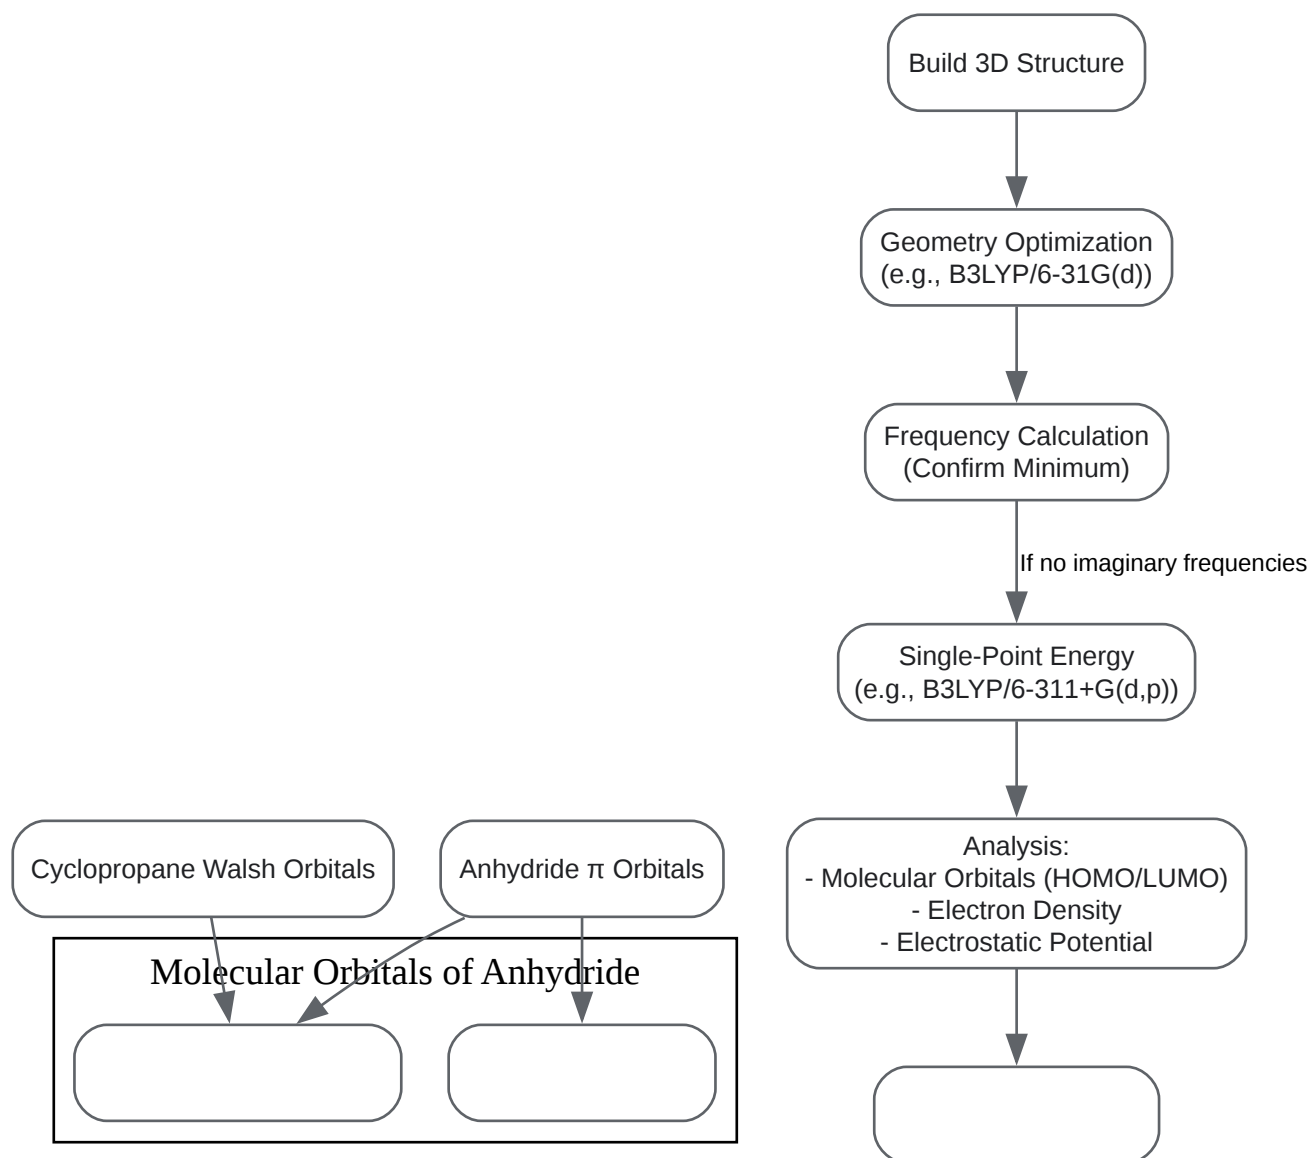 Build 3D Structure
Geometry Optimization
(e.g., B3LYP/6-31G(d))
Frequency Calculation
(Confirm Minimum)
If no imaginary frequencies
Single-Point Energy
(e.g., B3LYP/6-311+G(d,p))
Cyclopropane Walsh Orbitals
Anhydride π Orbitals
Analysis:
- Molecular Orbitals (HOMO/LUMO)
- Electron Density
- Electrostatic Potential
Molecular Orbitals of Anhydride